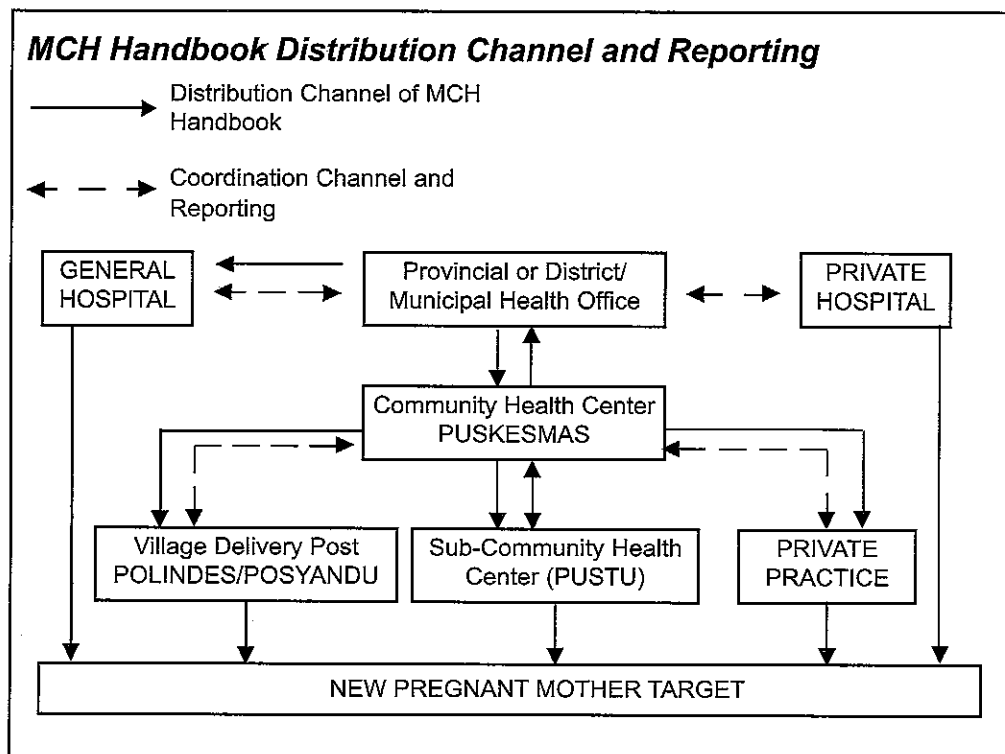 MCH Handbook Distribution Channel and Reporting
Distribution Channel of MCH
Handbook
Coordination Channel and
Reporting
GENERAL
HOSPITAL
Provincial or District/
Municipal Health Office
PRIVATE
HOSPITAL
Community Health Center
PUSKESMAS
Village Delivery Post
POLINDES/POSYANDU
Sub-Community Health
Center (PUSTU)
PRIVATE
PRACTICE
NEW PREGNANT MOTHER TARGET